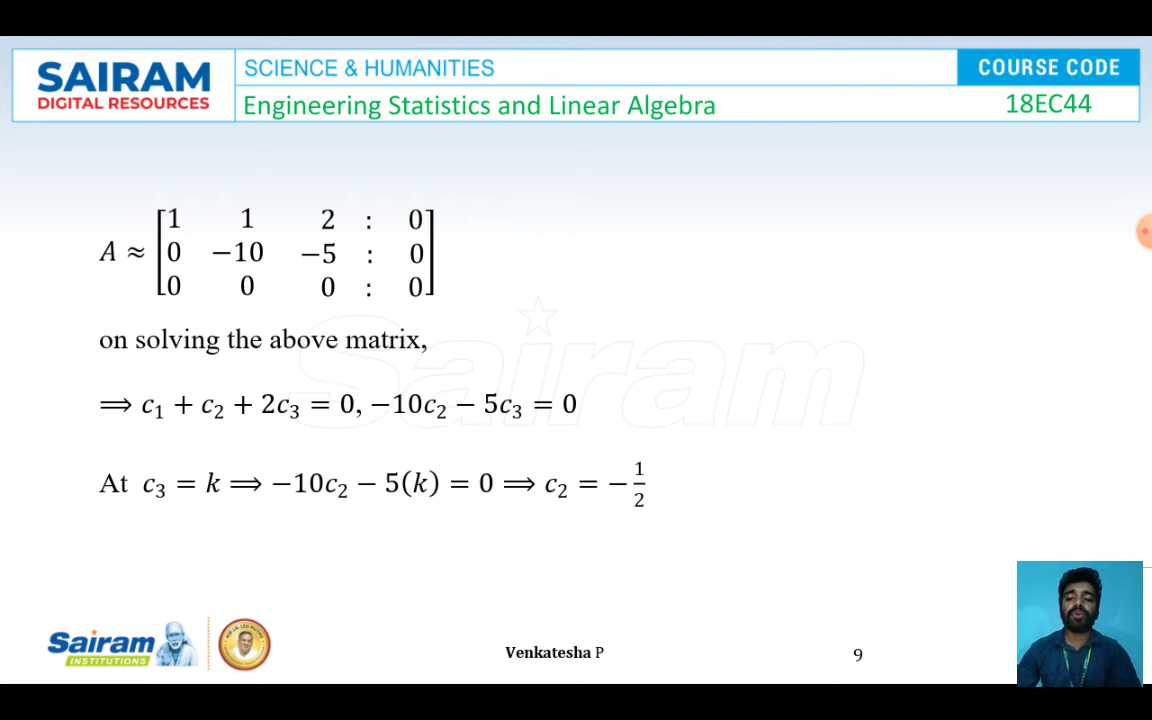 SAIRAM
DIGITAL RESOURCES
SCIENCE & HUMANITIES
Engineering Statistics and Linear Algebra
COURSE CODE
18EC44
A ≈ [1 1 2 : 0
0 −10 −5 : 0
0 0 0 : 0]
on solving the above matrix,
⟹ c₁ + c₂ + 2c₃ = 0, −10c₂ − 5c₃ = 0
At c₃ = k ⟹ −10c₂ − 5(k) = 0 ⟹ c₂ = − 1/2
Sairam
Sairam
INSTITUTIONS
Venkatesha P
9